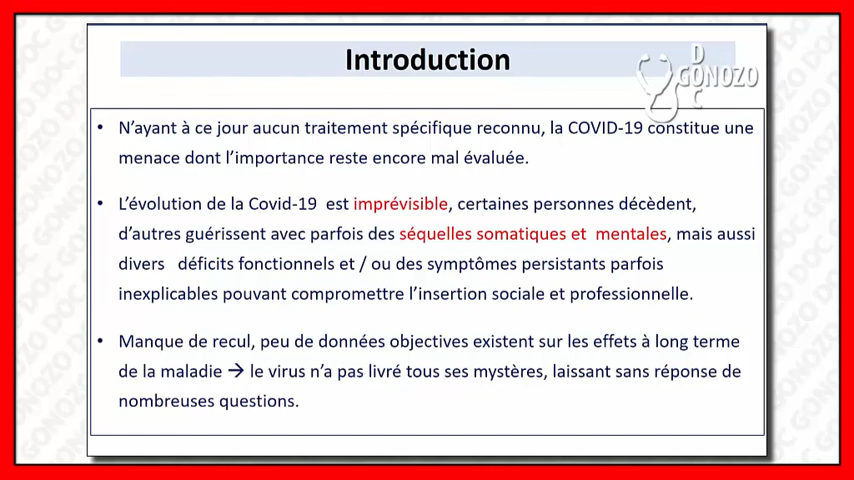 Introduction
D
GONOZO
C
• N'ayant à ce jour aucun traitement spécifique reconnu, la COVID-19 constitue une
menace dont l'importance reste encore mal évaluée.
• L'évolution de la Covid-19 est imprévisible, certaines personnes décèdent,
d'autres guérissent avec parfois des séquelles somatiques et mentales, mais aussi
divers déficits fonctionnels et / ou des symptômes persistants parfois
inexplicables pouvant compromettre l'insertion sociale et professionnelle.
• Manque de recul, peu de données objectives existent sur les effets à long terme
de la maladie → le virus n'a pas livré tous ses mystères, laissant sans réponse de
nombreuses questions.